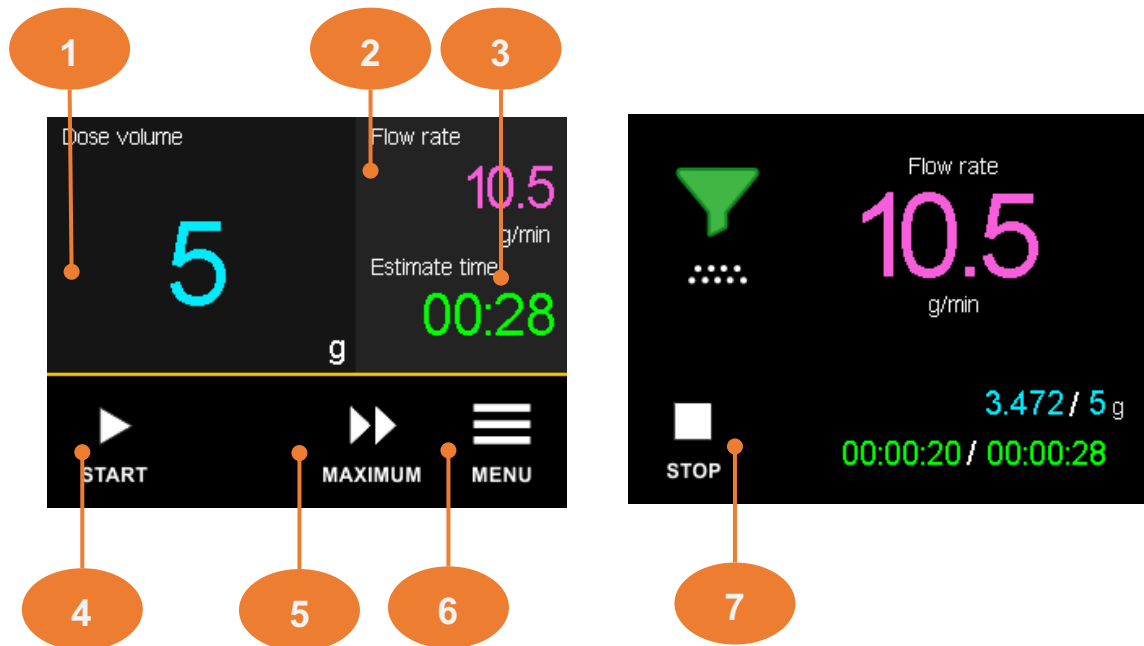 1
2
3
Dose volume
5
g
Flow rate
10.5
g/min
Estimate time
00:28
START
MAXIMUM
MENU
4
5
6
Flow rate
10.5
g/min
3.472 / 5 g
00:00:20 / 00:00:28
STOP
7